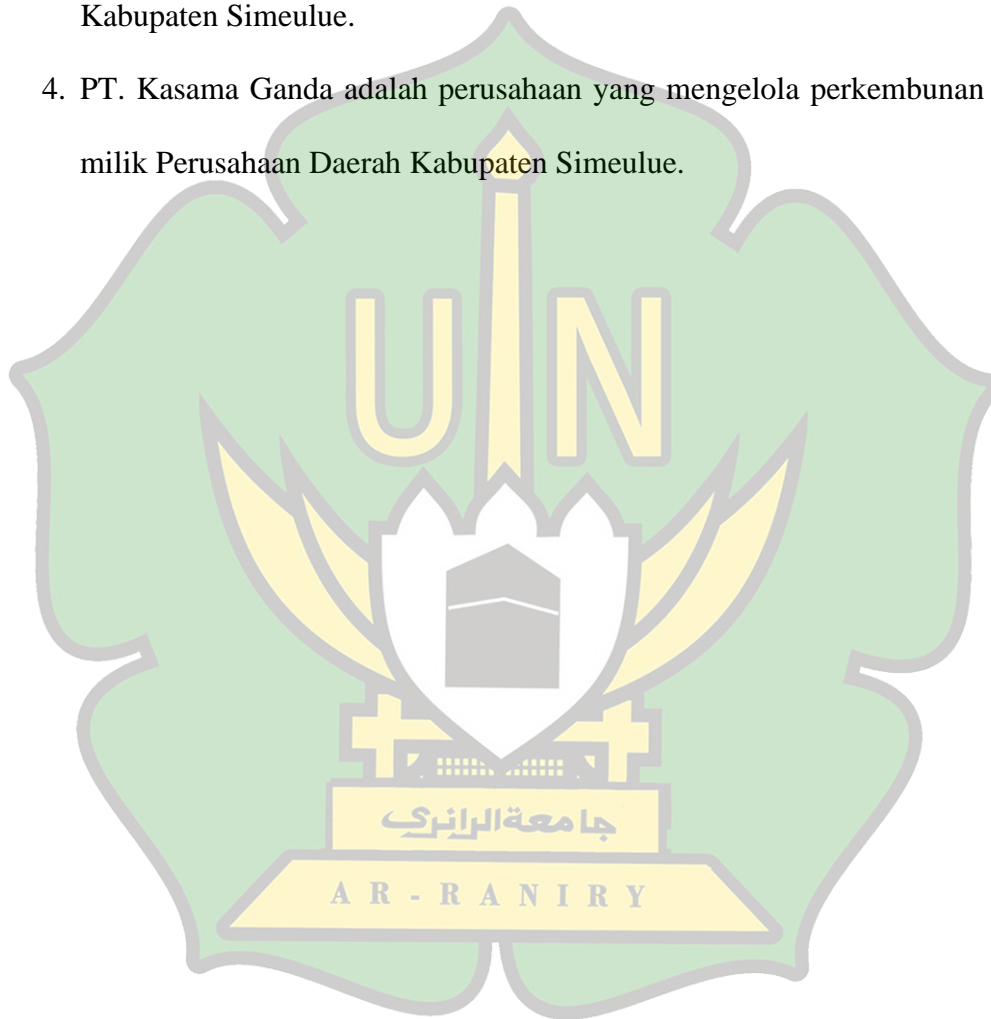 Kabupaten Simeulue.
4. PT. Kasama Ganda adalah perusahaan yang mengelola perkembunan
milik Perusahaan Daerah Kabupaten Simeulue.
UIN
جامعة الرانري
AR-RANIRY